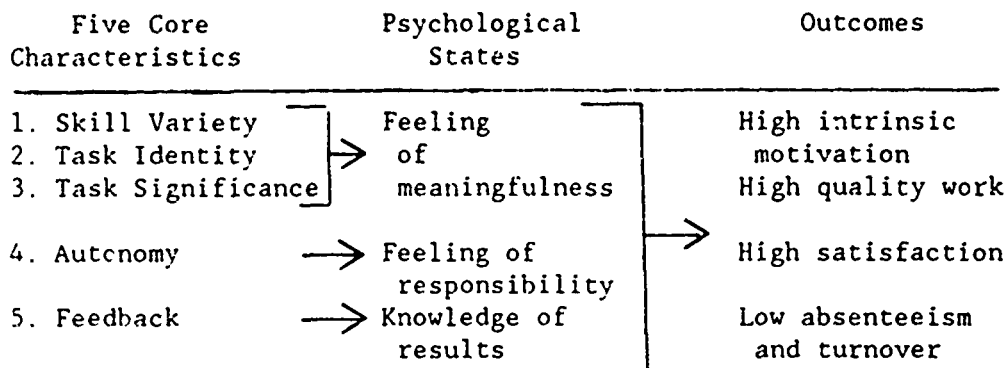 Five Core Psychological Outcomes
Characteristics States
1. Skill Variety Feeling High intrinsic
2. Task Identity of motivation
3. Task Significance meaningfulness High quality work
4. Autonomy Feeling of High satisfaction
responsibility
5. Feedback Knowledge of Low absenteeism
results and turnover